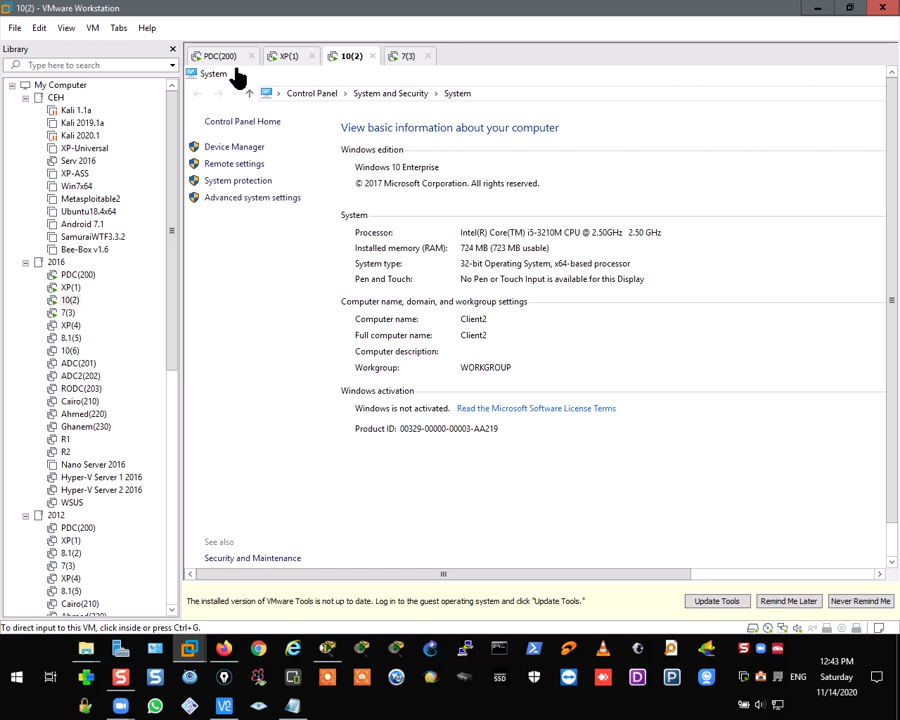 10(2) - VMware Workstation
File Edit View VM Tabs Help
Library
Type here to search
My Computer
CEH
Kali 1.1a
Kali 2019.1a
Kali 2020.1
XP-Universal
Serv 2016
XP-ASS
Win7x64
Metasploitable2
Ubuntu18.4x64
Android 7.1
SamuraiWTF3.3.2
Bee-Box v1.6
2016
PDC(200)
XP(1)
10(2)
7(3)
XP(4)
8.1(5)
10(6)
ADC(201)
ADC2(202)
RODC(203)
Cairo(210)
Ahmed(220)
Ghanem(230)
R1
R2
Nano Server 2016
Hyper-V Server 1 2016
Hyper-V Server 2 2016
WSUS
2012
PDC(200)
XP(1)
8.1(2)
7(3)
XP(4)
8.1(5)
Cairo(210)
PDC(200) XP(1) 10(2) 7(3)
System
Control Panel System and Security System
Control Panel Home
Device Manager
Remote settings
System protection
Advanced system settings
See also
Security and Maintenance
View basic information about your computer
Windows edition
Windows 10 Enterprise
© 2017 Microsoft Corporation. All rights reserved.
System
Processor: Intel(R) Core(TM) i5-3210M CPU @ 2.50GHz 2.50 GHz
Installed memory (RAM): 724 MB (723 MB usable)
System type: 32-bit Operating System, x64-based processor
Pen and Touch: No Pen or Touch Input is available for this Display
Computer name, domain, and workgroup settings
Computer name: Client2
Full computer name: Client2
Computer description:
Workgroup: WORKGROUP
Windows activation
Windows is not activated. Read the Microsoft Software License Terms
Product ID: 00329-00000-00003-AA219
The installed version of VMware Tools is not up to date. Log in to the guest operating system and click "Update Tools."
Update Tools Remind Me Later Never Remind Me
To direct input to this VM, click inside or press Ctrl+G.
SSD
ENG
12:43 PM
Saturday
11/14/2020